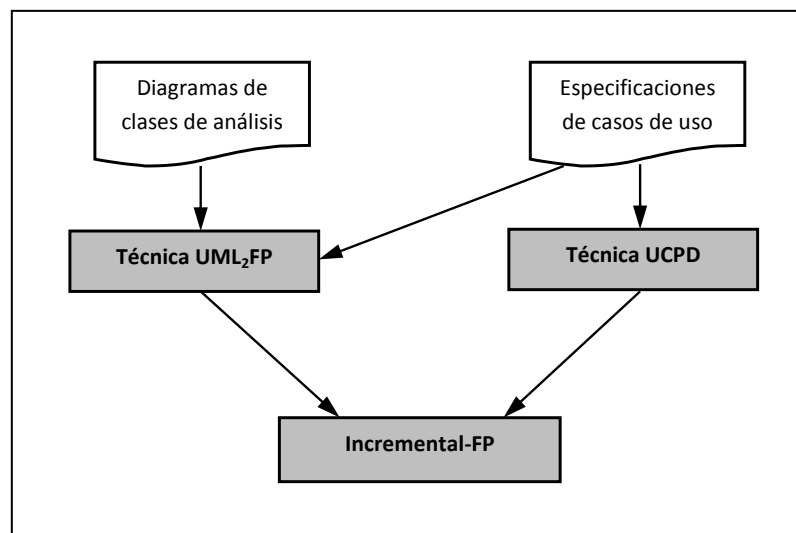 Diagramas de
clases de análisis
Especificaciones
de casos de uso
Técnica UML₂FP
Técnica UCPD
Incremental-FP